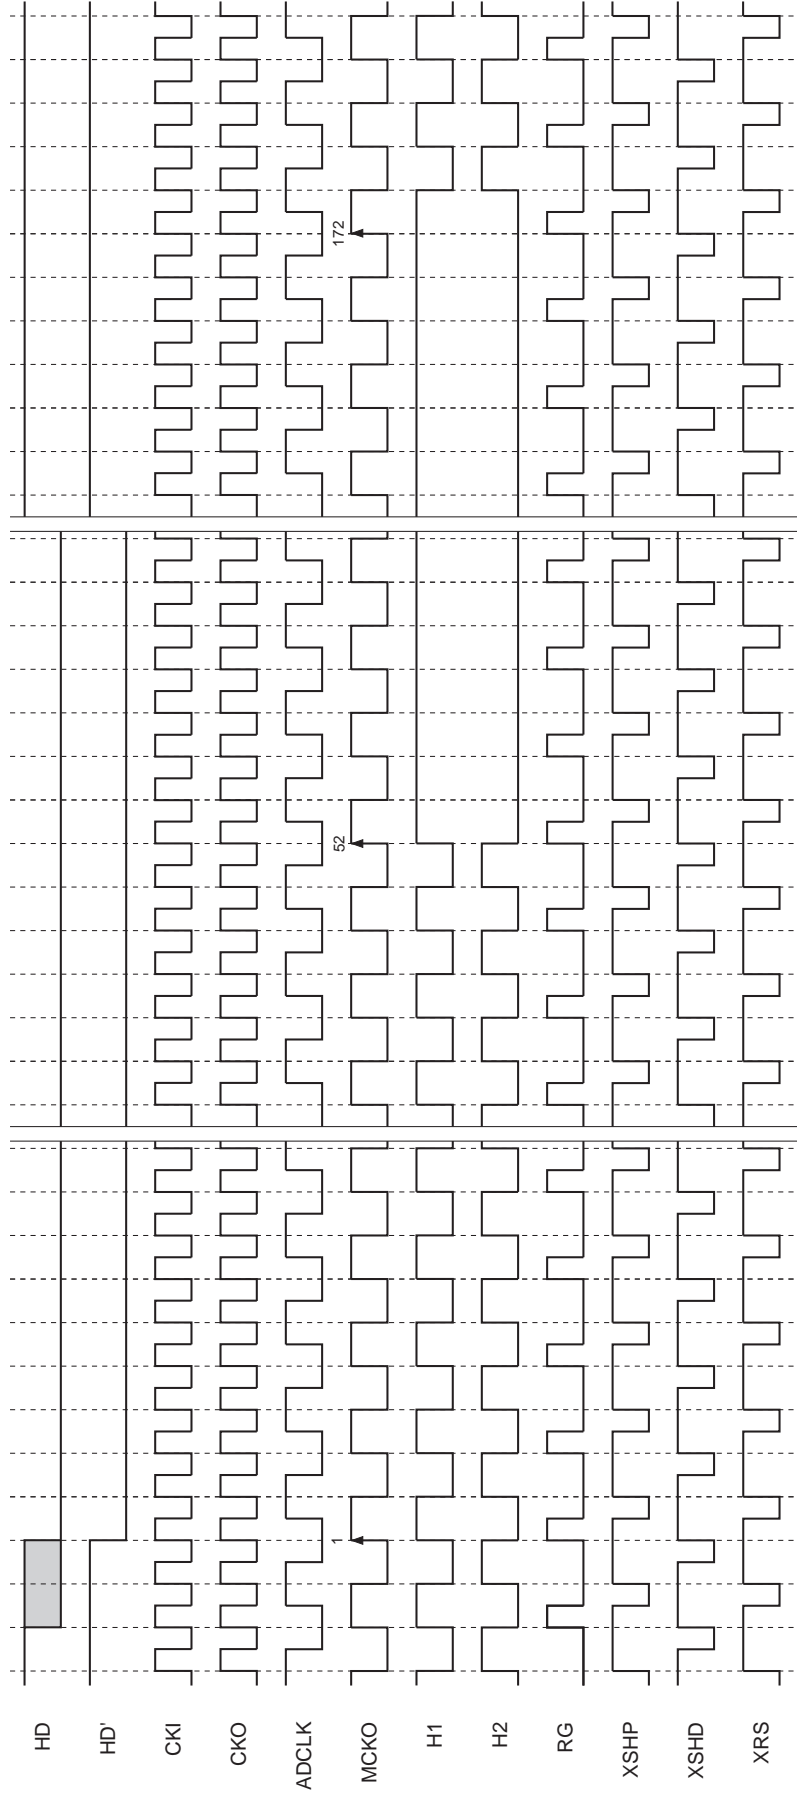 HD
HD'
CKI
CKO
ADCLK
MCKO
H1
H2
RG
XSHP
XSHD
XRS
1
52
172